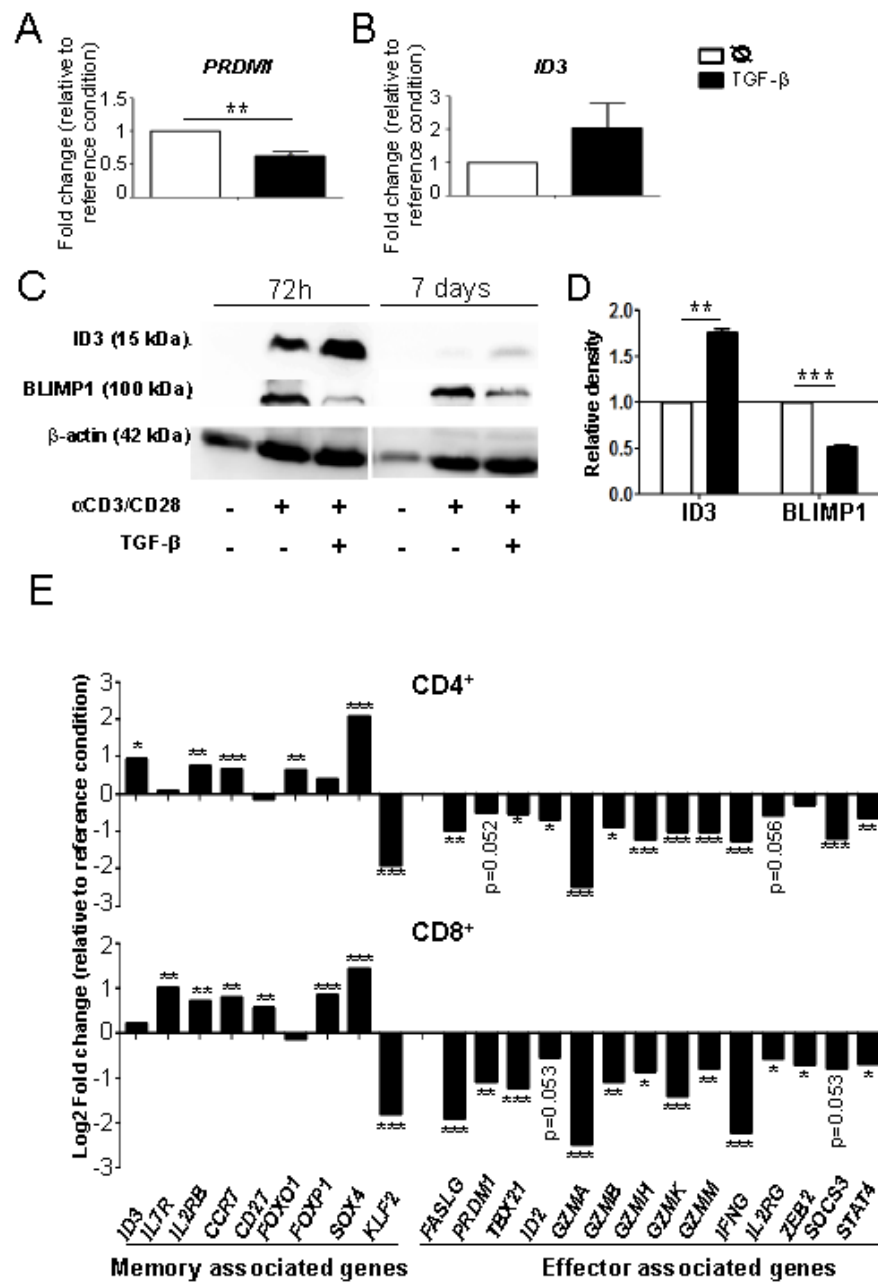 A
B
PRDM1
ID3
Ø
TGF-β
Fold change (relative to
reference condition)
1.5
1
0.5
0
**
Fold change (relative to
reference condition)
3
2
1
0
C
72h
7 days
D
ID3 (15 kDa).
BLIMP1 (100 kDa)
β-actin (42 kDa)
αCD3/CD28 - + + - + +
TGF-β - - + - - +
Relative density
2.0
1.5
1.0
0.5
0.0
**
***
ID3 BLIMP1
E
Log2 Fold change (relative to reference condition)
CD4+
3
2
1
0
-1
-2
-3
* ** *** ** *** ***
** p=0.052 * * *** * *** *** *** *** p=0.056 *** **
CD8+
2
1
0
-1
-2
-3
** ** ** ** *** *** ***
*** ** *** p=0.053 *** ** * *** ** *** * * p=0.053 *
ID3 IL7R IL2RB CCR7 CD27 FOXO1 FOXP1 SOX4 KLF2 FASLG PRDM1 TBX21 ID2 GZMA GZMB GZMH GZMK GZMM IFNG IL2RG ZEB2 SOCS3 STAT4
Memory associated genes Effector associated genes